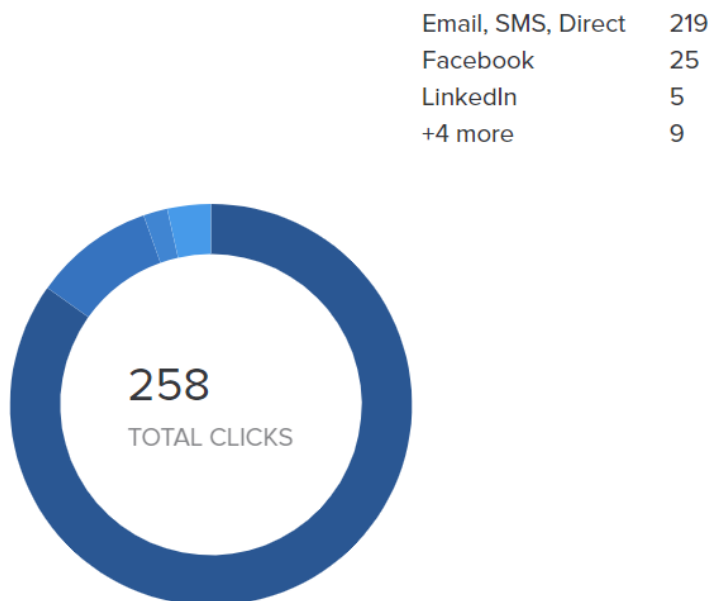 Email, SMS, Direct 219
Facebook 25
LinkedIn 5
+4 more 9
258
TOTAL CLICKS